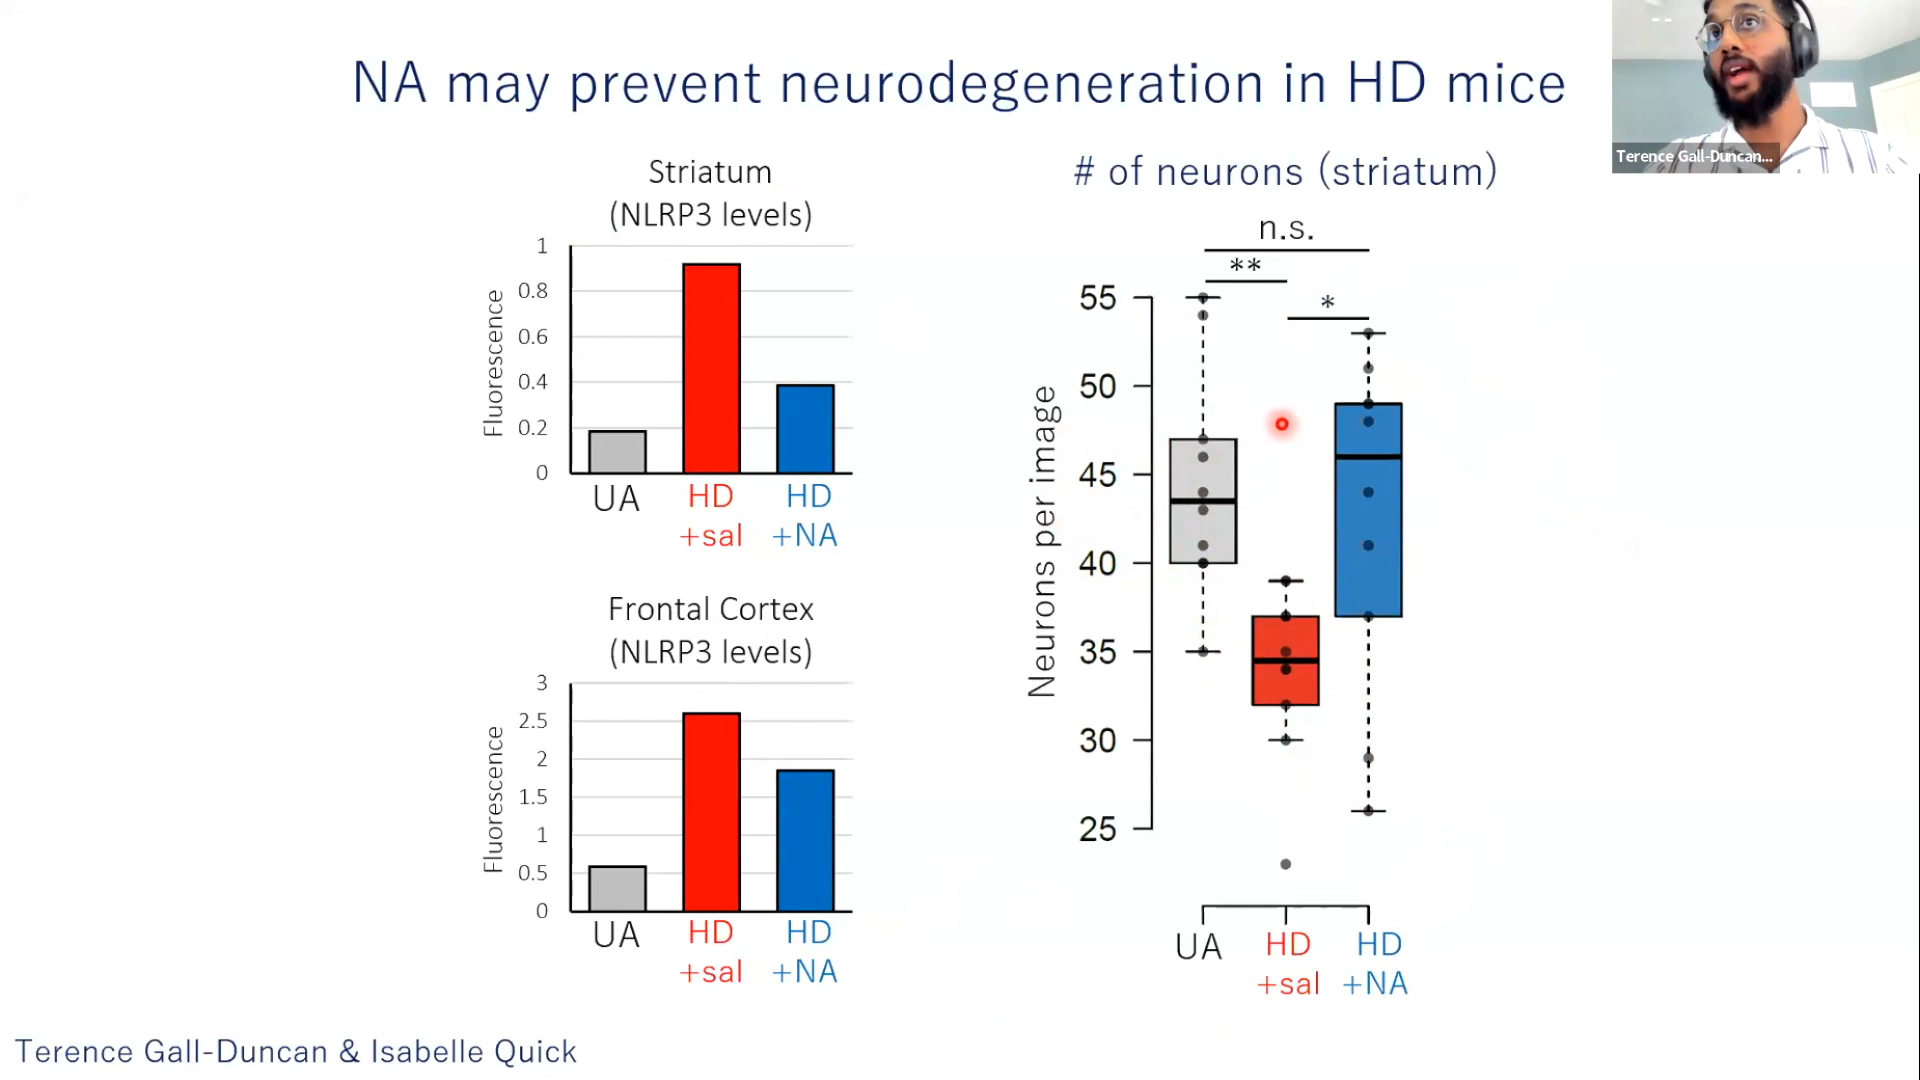 NA may prevent neurodegeneration in HD mice
Terence Gall-Duncan...
Striatum
(NLRP3 levels)
Fluorescence
1
0.8
0.6
0.4
0.2
0
UA
HD
+sal
HD
+NA
Frontal Cortex
(NLRP3 levels)
Fluorescence
3
2.5
2
1.5
1
0.5
0
UA
HD
+sal
HD
+NA
# of neurons (striatum)
n.s.
**
*
Neurons per image
55
50
45
40
35
30
25
UA
HD
+sal
HD
+NA
Terence Gall-Duncan & Isabelle Quick